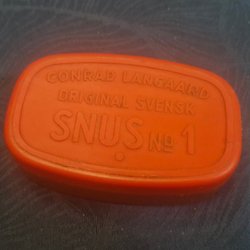 CONRAD LANGAARD
ORIGINAL SVENSK
SNUS No 1